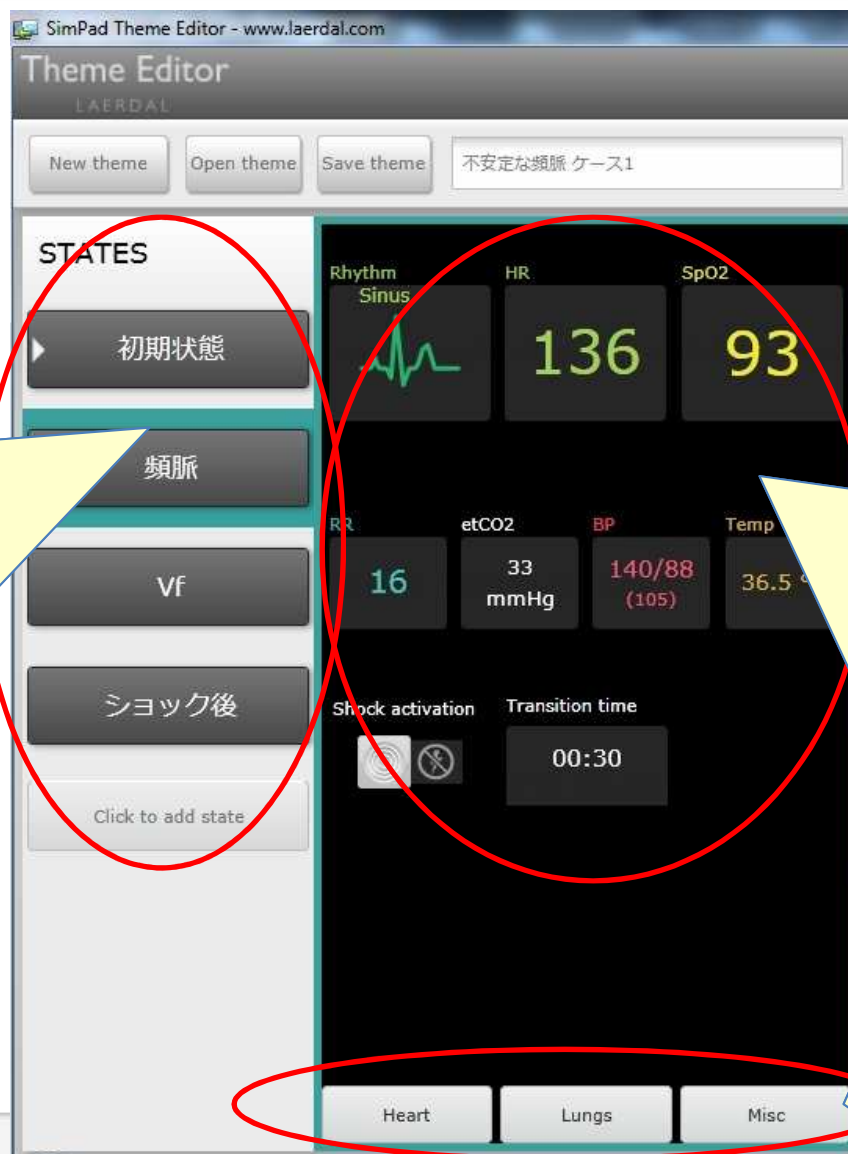 SimPad Theme Editor - www.laerdal.com
Theme Editor
LAERDAL
New theme
Open theme
Save theme
不安定な頻脈 ケース1
STATES
初期状態
頻脈
Vf
ショック後
Click to add state
Rhythm
HR
SpO2
Sinus
136
93
RR
etCO2
BP
Temp
16
33
mmHg
140/88
(105)
36.5 °
Shock activation
Transition time
00:30
Heart
Lungs
Misc